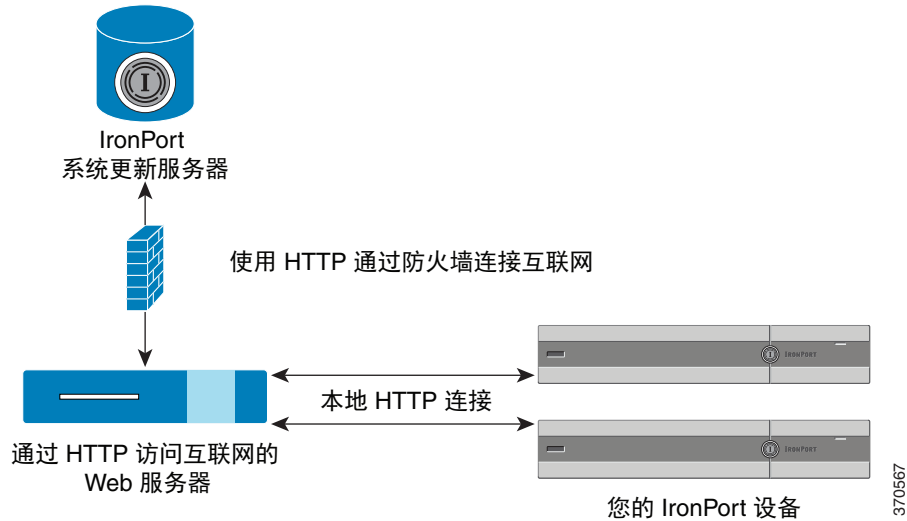 I
IronPort
系统更新服务器
使用 HTTP 通过防火墙连接互联网
IRONPORT
本地 HTTP 连接
IRONPORT
通过 HTTP 访问互联网的
Web 服务器
您的 IronPort 设备
370567